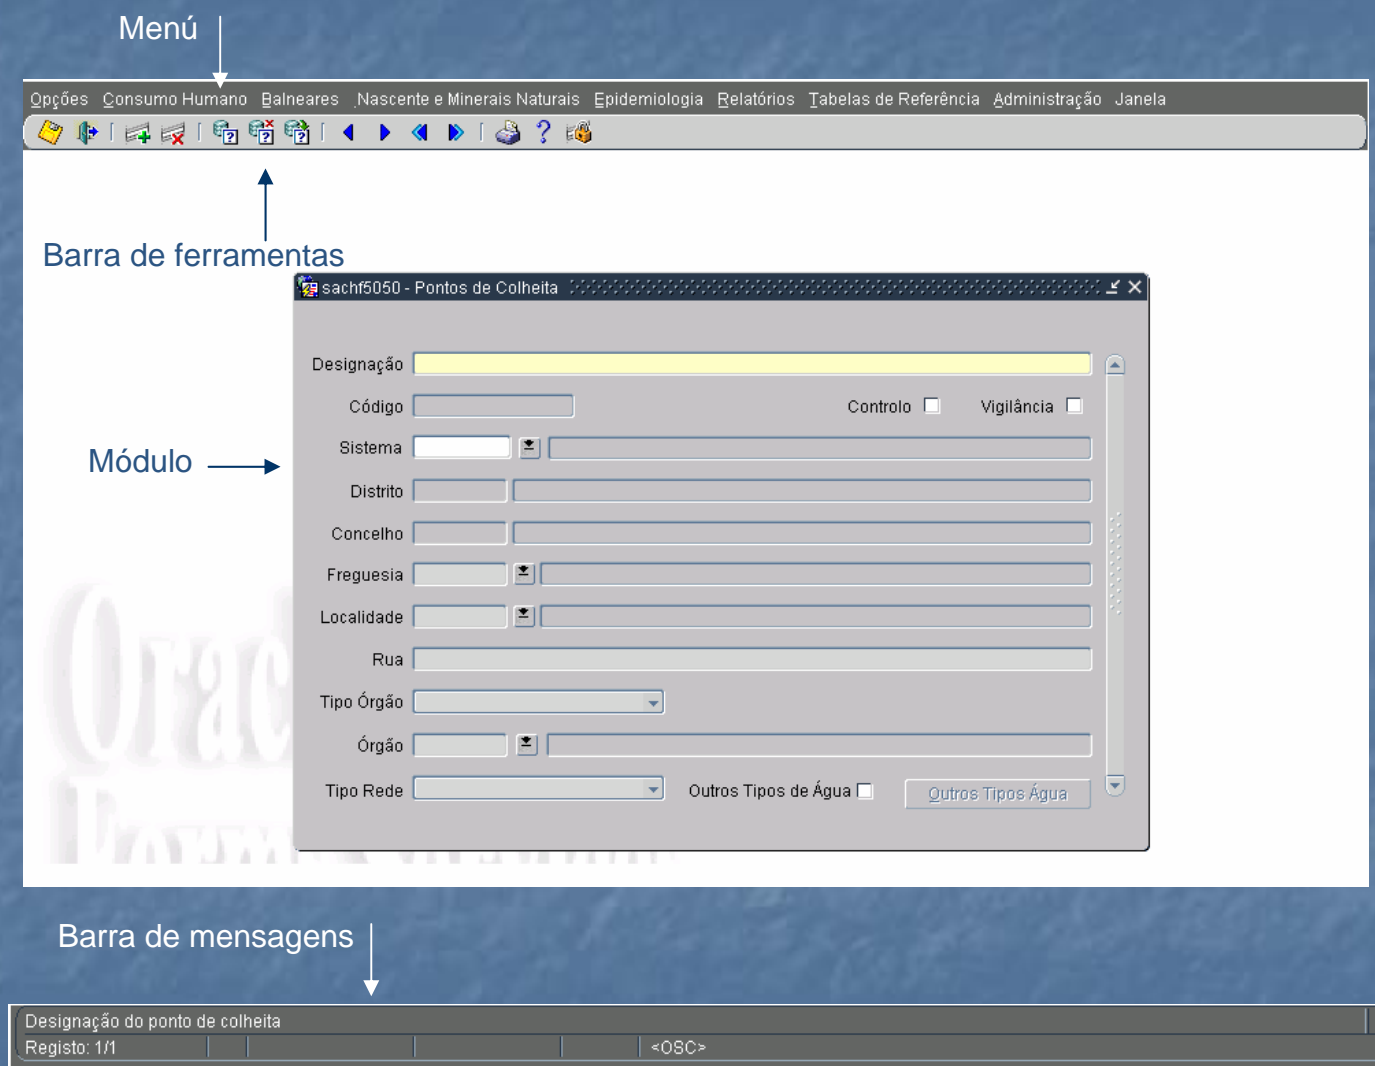 Menú
Opções Consumo Humano Balneares Nascente e Minerais Naturais Epidemiologia Relatórios Tabelas de Referência Administração Janela
Barra de ferramentas
sachf5050 - Pontos de Colheita
Designação
Código Controlo Vigilância
Sistema
Módulo
Distrito
Concelho
Freguesia
Localidade
Rua
Tipo Órgão
Órgão
Tipo Rede Outros Tipos de Água Outros Tipos Água
Barra de mensagens
Designação do ponto de colheita
Registo: 1/1 <OSC>